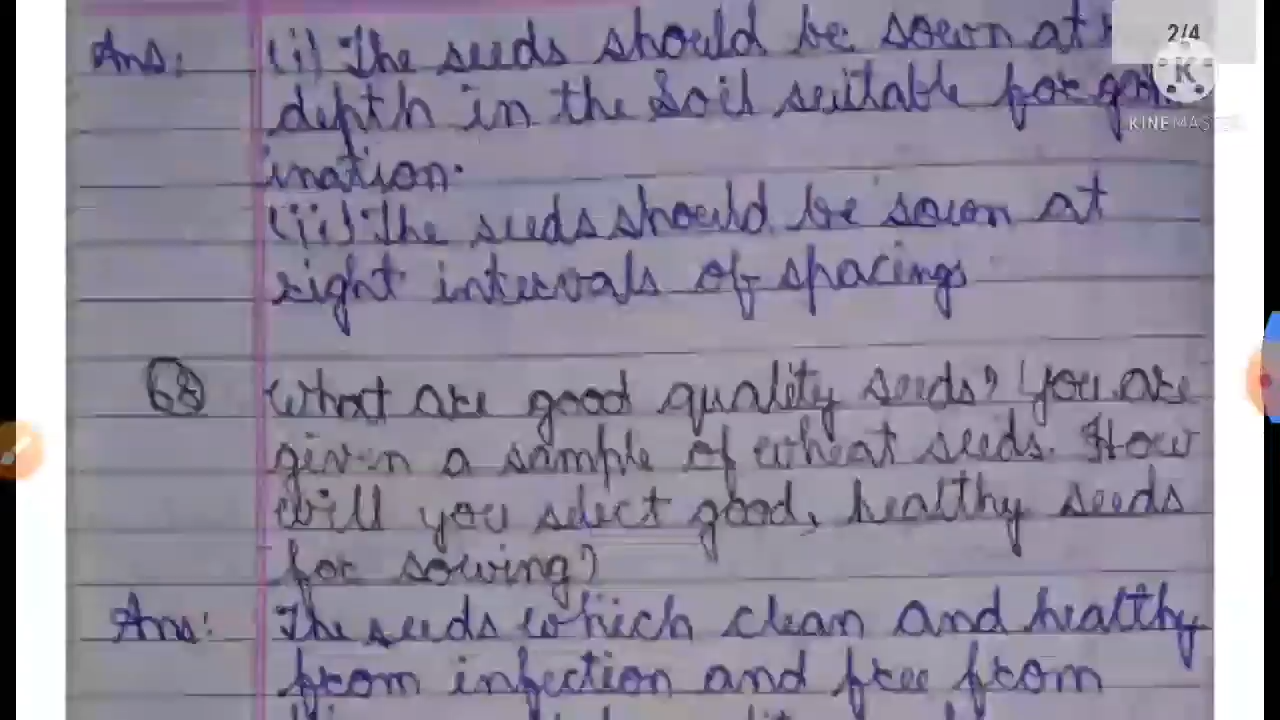 2/4
K
KINEMASTER
Ans: (i) The seeds should be sown at
depth in the Soil suitable for
ination.
(ii) The seeds should be sown at
right intervals of spacings
68 What are good quality seeds? You are
given a sample of wheat seeds. How
will you select good, healthy seeds
for sowing?
Ans: The seeds which clean and healthy
from infection and free from